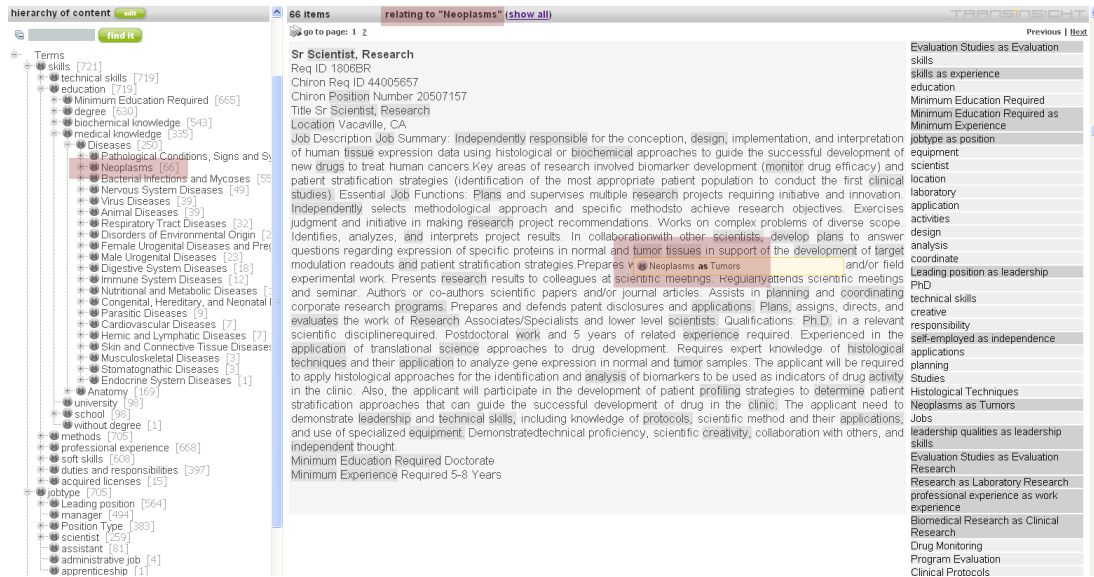 hierarchy of content edit
find it
Terms
skills [721]
technical skills [719]
education [719]
Minimum Education Required [665]
degree [630]
biochemical knowledge [543]
medical knowledge [335]
Diseases [250]
Pathological Conditions, Signs and Sy
Neoplasms [66]
Bacterial Infections and Mycoses [55
Nervous System Diseases [49]
Virus Diseases [39]
Animal Diseases [39]
Respiratory Tract Diseases [32]
Disorders of Environmental Origin [2
Female Urogenital Diseases and Preg
Male Urogenital Diseases [23]
Digestive System Diseases [18]
Immune System Diseases [12]
Nutritional and Metabolic Diseases [
Congenital, Hereditary, and Neonatal
Parasitic Diseases [9]
Cardiovascular Diseases [7]
Hemic and Lymphatic Diseases [7]
Skin and Connective Tissue Diseases
Musculoskeletal Diseases [3]
Stomatognathic Diseases [3]
Endocrine System Diseases [1]
Anatomy [169]
university [98]
school [98]
without degree [1]
methods [705]
professional experience [668]
soft skills [608]
duties and responsibilities [397]
acquired licenses [15]
jobtype [705]
Leading position [564]
manager [494]
Position Type [383]
scientist [259]
assistant [81]
administrative job [4]
apprenticeship [1]
66 items relating to "Neoplasms" (show all)
TRANSINSIGHT
go to page: 1 2
Previous | Next
Sr Scientist, Research
Req ID 1806BR
Chiron Req ID 44005657
Chiron Position Number 20507157
Title Sr Scientist, Research
Location Vacaville, CA
Job Description Job Summary: Independently responsible for the conception, design, implementation, and interpretation
of human tissue expression data using histological or biochemical approaches to guide the successful development of
new drugs to treat human cancers.Key areas of research involved biomarker development (monitor drug efficacy) and
patient stratification strategies (identification of the most appropriate patient population to conduct the first clinical
studies). Essential Job Functions: Plans and supervises multiple research projects requiring initiative and innovation.
Independently selects methodological approach and specific methodsto achieve research objectives. Exercises
judgment and initiative in making research project recommendations. Works on complex problems of diverse scope.
Identifies, analyzes, and interprets project results. In collaborationwith other scientists, develop plans to answer
questions regarding expression of specific proteins in normal and tumor tissues in support of the development of target
modulation readouts and patient stratification strategies.Prepares w Neoplasms as Tumors and/or field
experimental work. Presents research results to colleagues at scientific meetings. Regularlyattends scientific meetings
and seminar. Authors or co-authors scientific papers and/or journal articles. Assists in planning and coordinating
corporate research programs. Prepares and defends patent disclosures and applications. Plans, assigns, directs, and
evaluates the work of Research Associates/Specialists and lower level scientists. Qualifications: Ph.D. in a relevant
scientific disciplinerequired. Postdoctoral work and 5 years of related experience required. Experienced in the
application of translational science approaches to drug development. Requires expert knowledge of histological
techniques and their application to analyze gene expression in normal and tumor samples. The applicant will be required
to apply histological approaches for the identification and analysis of biomarkers to be used as indicators of drug activity
in the clinic. Also, the applicant will participate in the development of patient profiling strategies to determine patient
stratification approaches that can guide the successful development of drug in the clinic. The applicant need to
demonstrate leadership and technical skills, including knowledge of protocols, scientific method and their applications,
and use of specialized equipment. Demonstratedtechnical proficiency, scientific creativity, collaboration with others, and
independent thought.
Minimum Education Required Doctorate
Minimum Experience Required 5-8 Years
Evaluation Studies as Evaluation
skills
skills as experience
education
Minimum Education Required
Minimum Education Required as
Minimum Experience
jobtype as position
equipment
scientist
location
laboratory
application
activities
design
analysis
coordinate
Leading position as leadership
PhD
technical skills
creative
responsibility
self-employed as independence
applications
planning
Studies
Histological Techniques
Neoplasms as Tumors
Jobs
leadership qualities as leadership
skills
Evaluation Studies as Evaluation
Research
Research as Laboratory Research
professional experience as work
experience
Biomedical Research as Clinical
Research
Drug Monitoring
Program Evaluation
Clinical Protocols